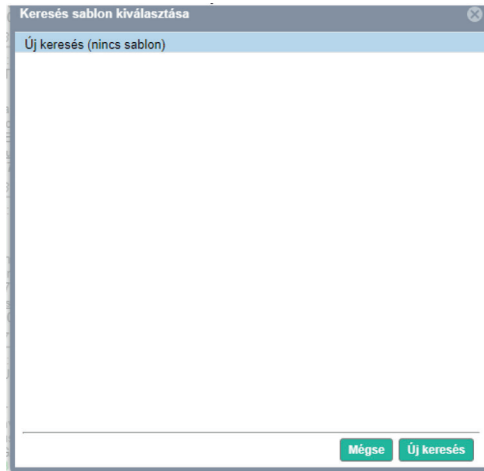 Keresés sablon kiválasztása
Új keresés (nincs sablon)
Mégse Új keresés